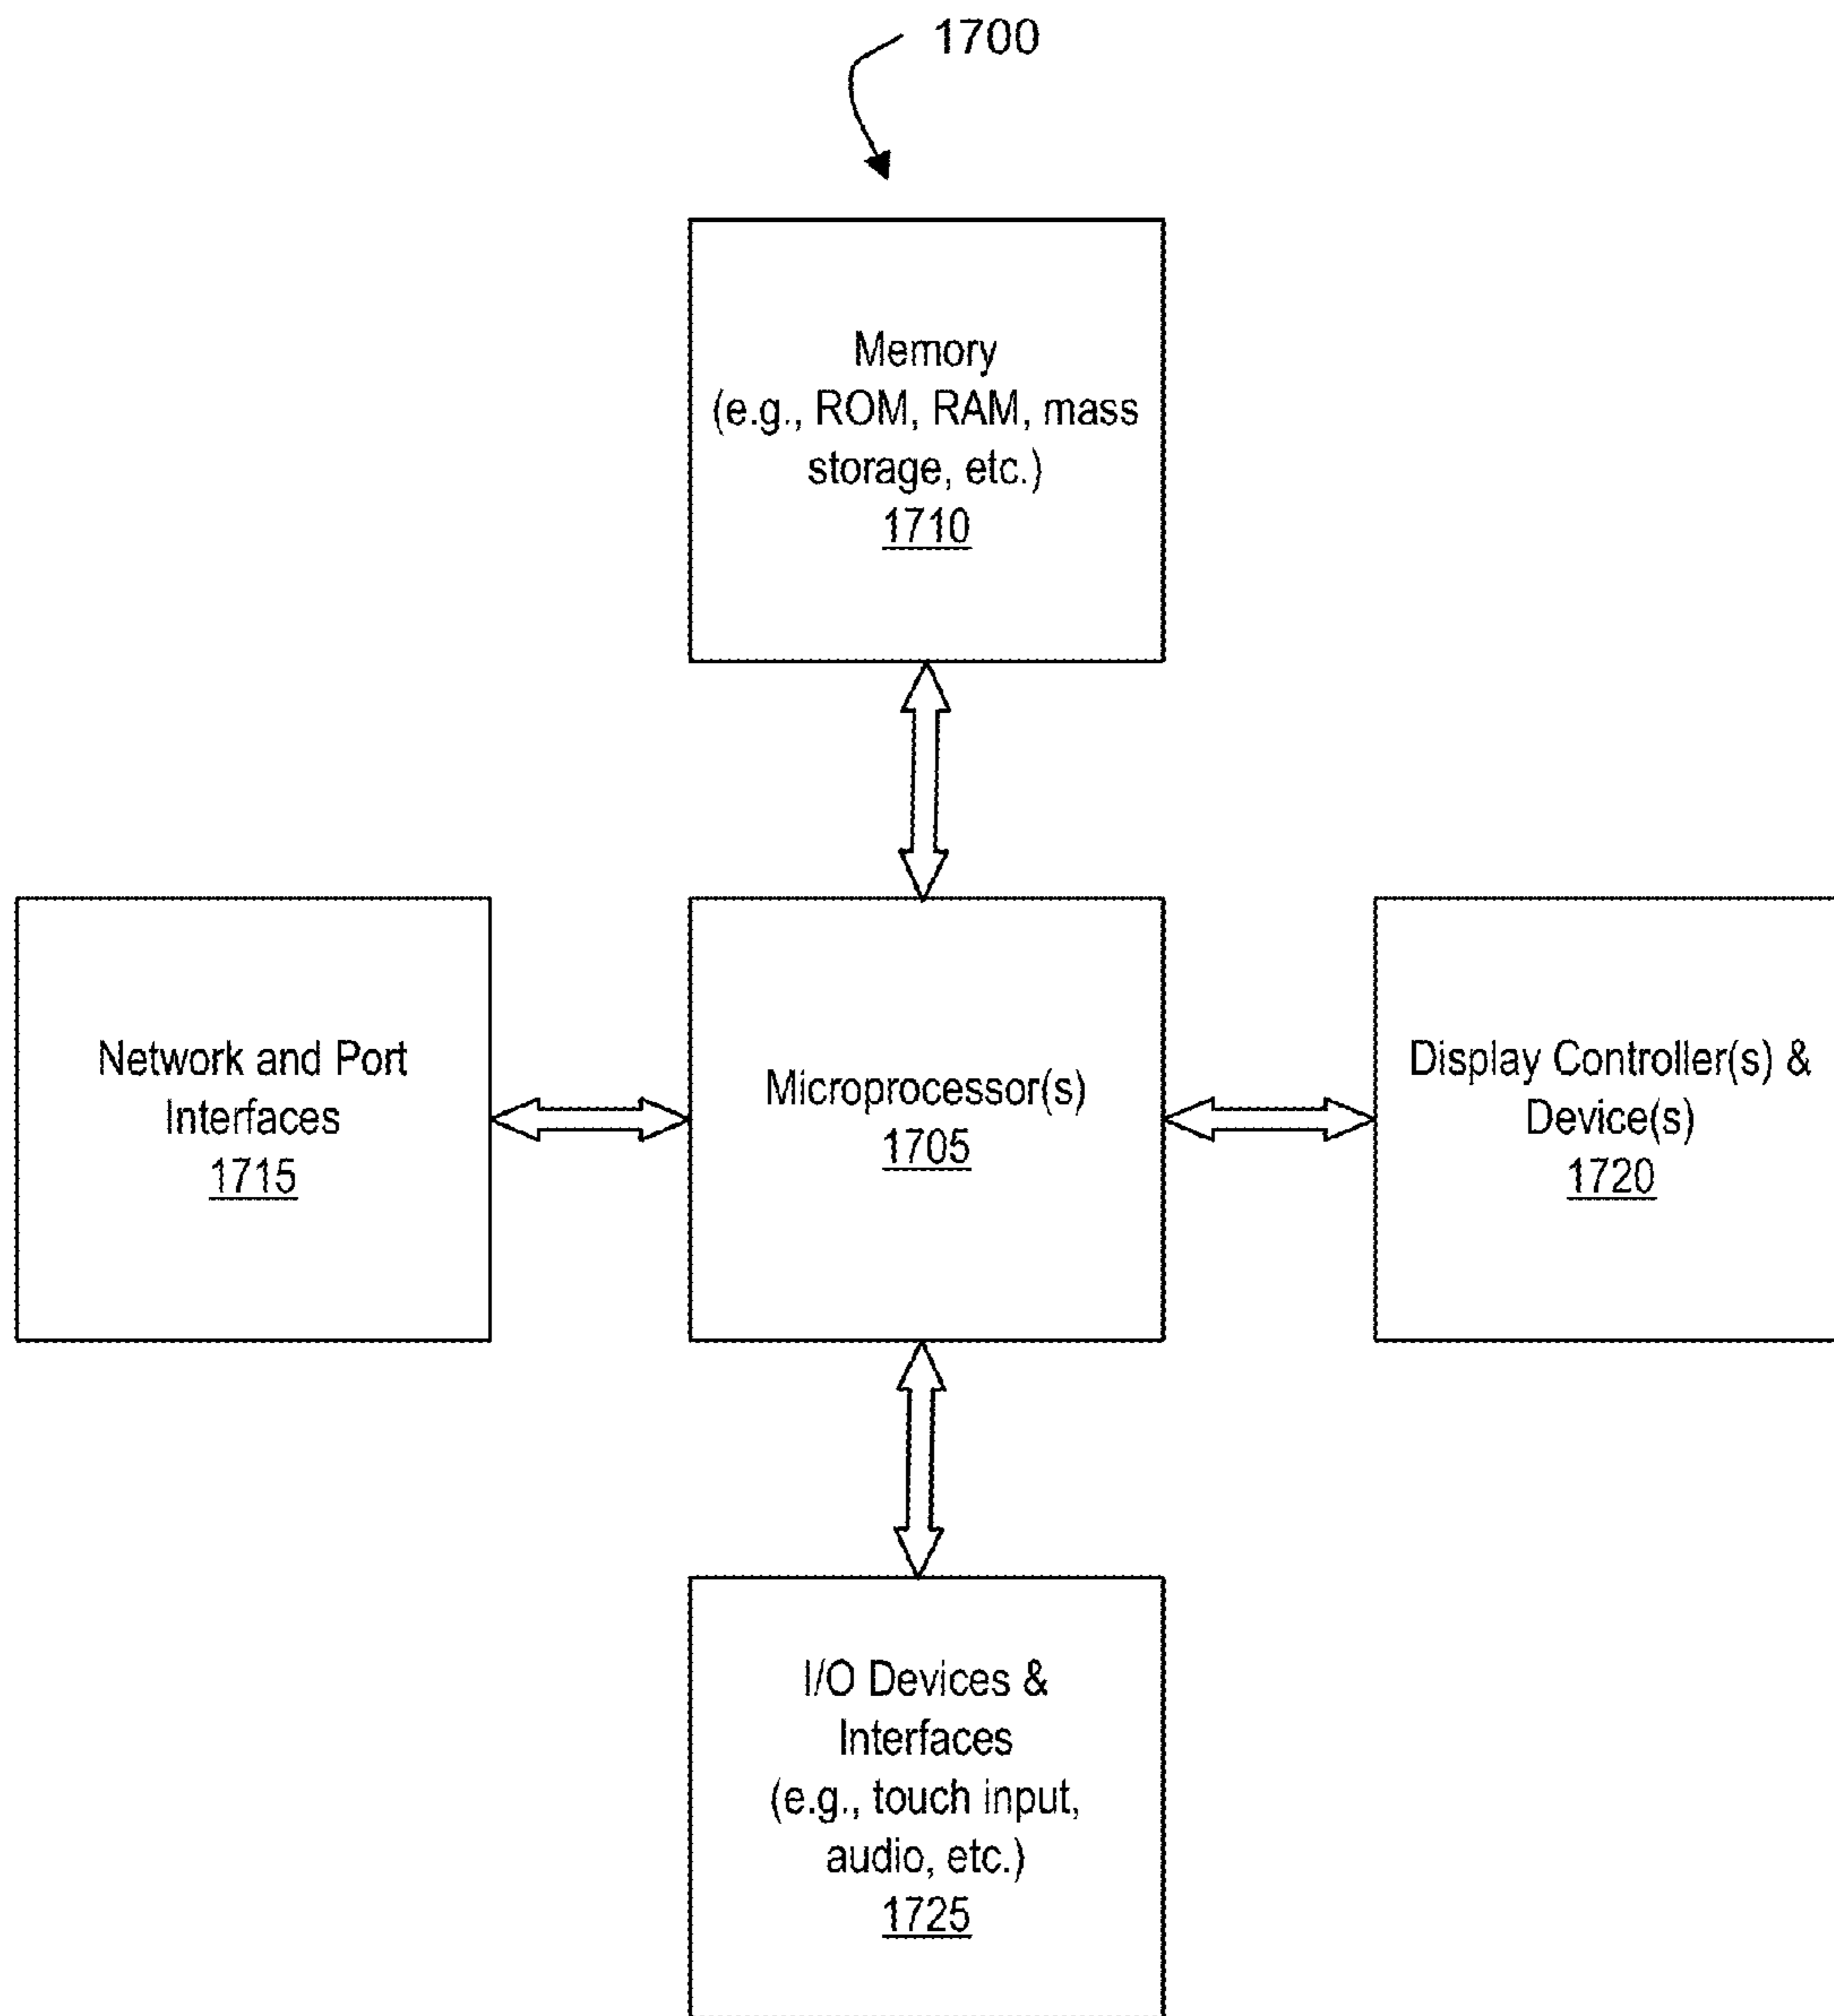 1700
Memory
(e.g., ROM, RAM, mass
storage, etc.)
1710
Network and Port
Interfaces
1715
Microprocessor(s)
1705
Display Controller(s) &
Device(s)
1720
I/O Devices &
Interfaces
(e.g., touch input,
audio, etc.)
1725